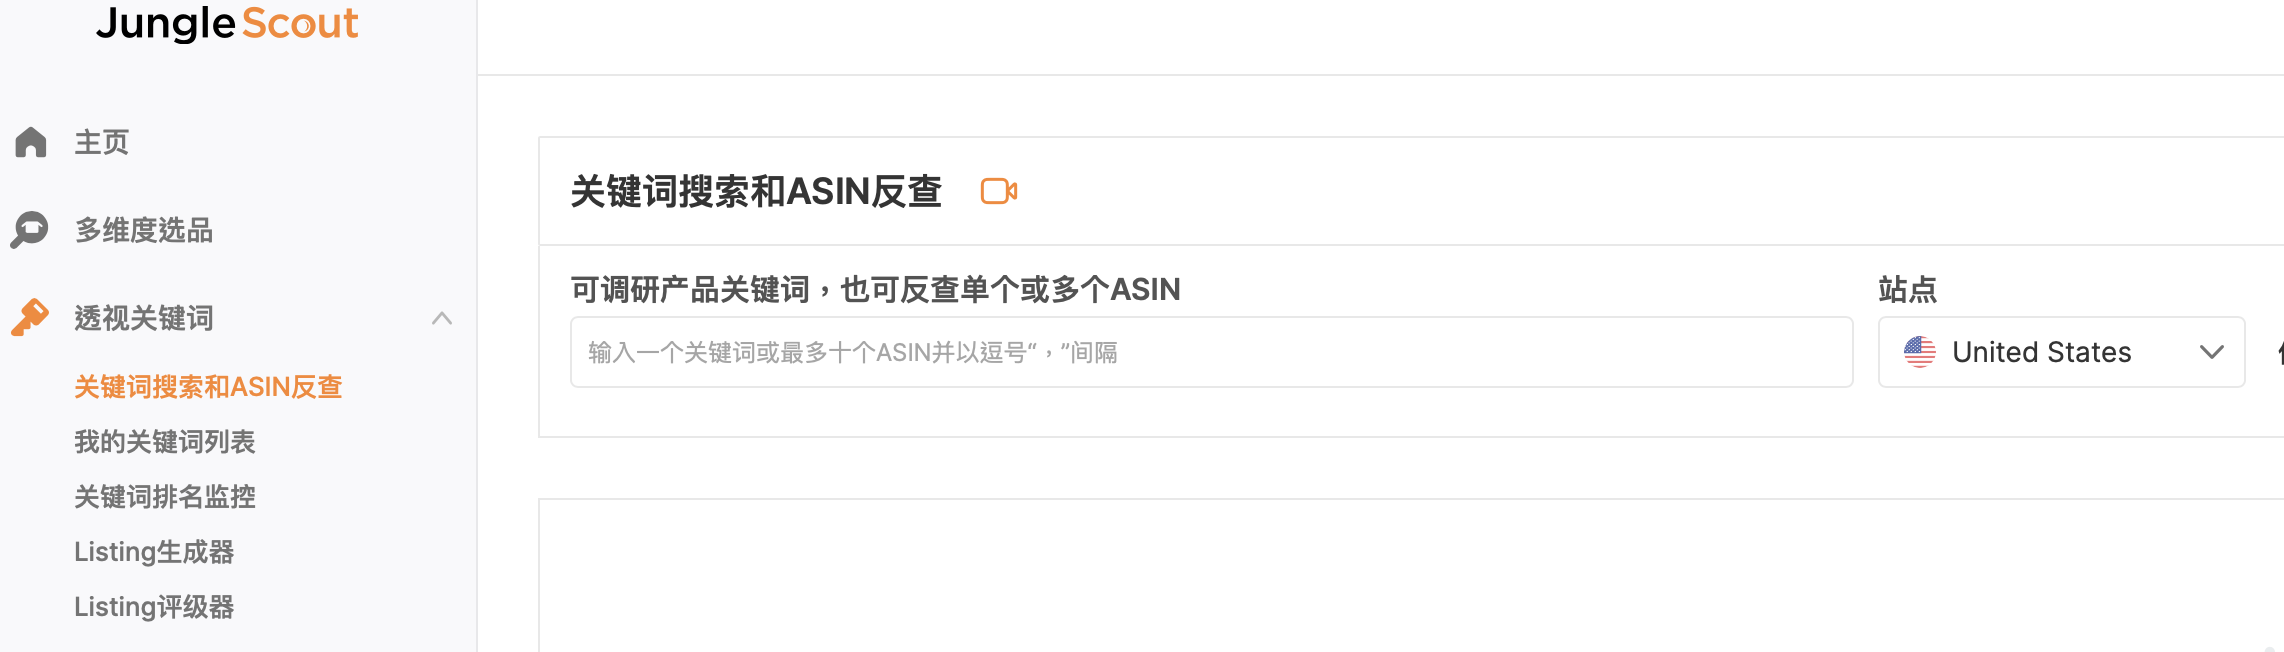 Jungle Scout
主页
多维度选品
透视关键词
关键词搜索和ASIN反查
我的关键词列表
关键词排名监控
Listing生成器
Listing评级器
关键词搜索和ASIN反查
可调研产品关键词，也可反查单个或多个ASIN
站点
输入一个关键词或最多十个ASIN并以逗号“，”间隔
United States